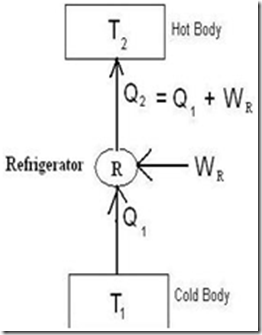 T2 Hot Body
Q2 = Q1 + WR
Refrigerator R WR
Q1
T1 Cold Body